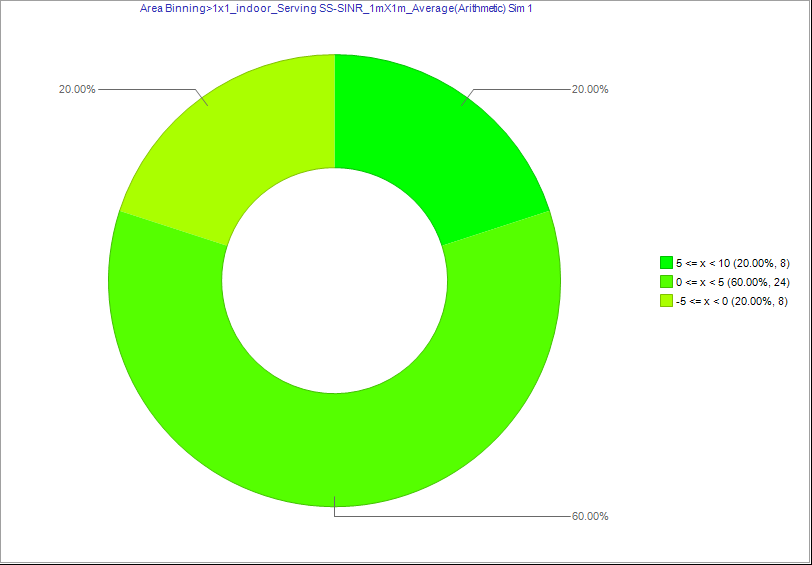 Area Binning>1x1_indoor_Serving SS-SINR_1mX1m_Average(Arithmetic) Sim 1
20.00%
20.00%
5 <= x < 10 (20.00%, 8)
0 <= x < 5 (60.00%, 24)
-5 <= x < 0 (20.00%, 8)
60.00%